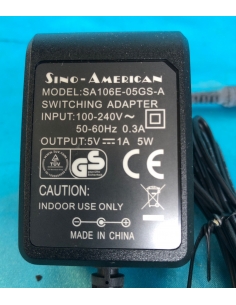 SINO-AMERICAN
MODEL:SA106E-05GS-A
SWITCHING ADAPTER
INPUT:100-240V~
50-60Hz 0.3A
OUTPUT:5V⎓1A 5W
GS
CAUTION:
INDOOR USE ONLY
MADE IN CHINA